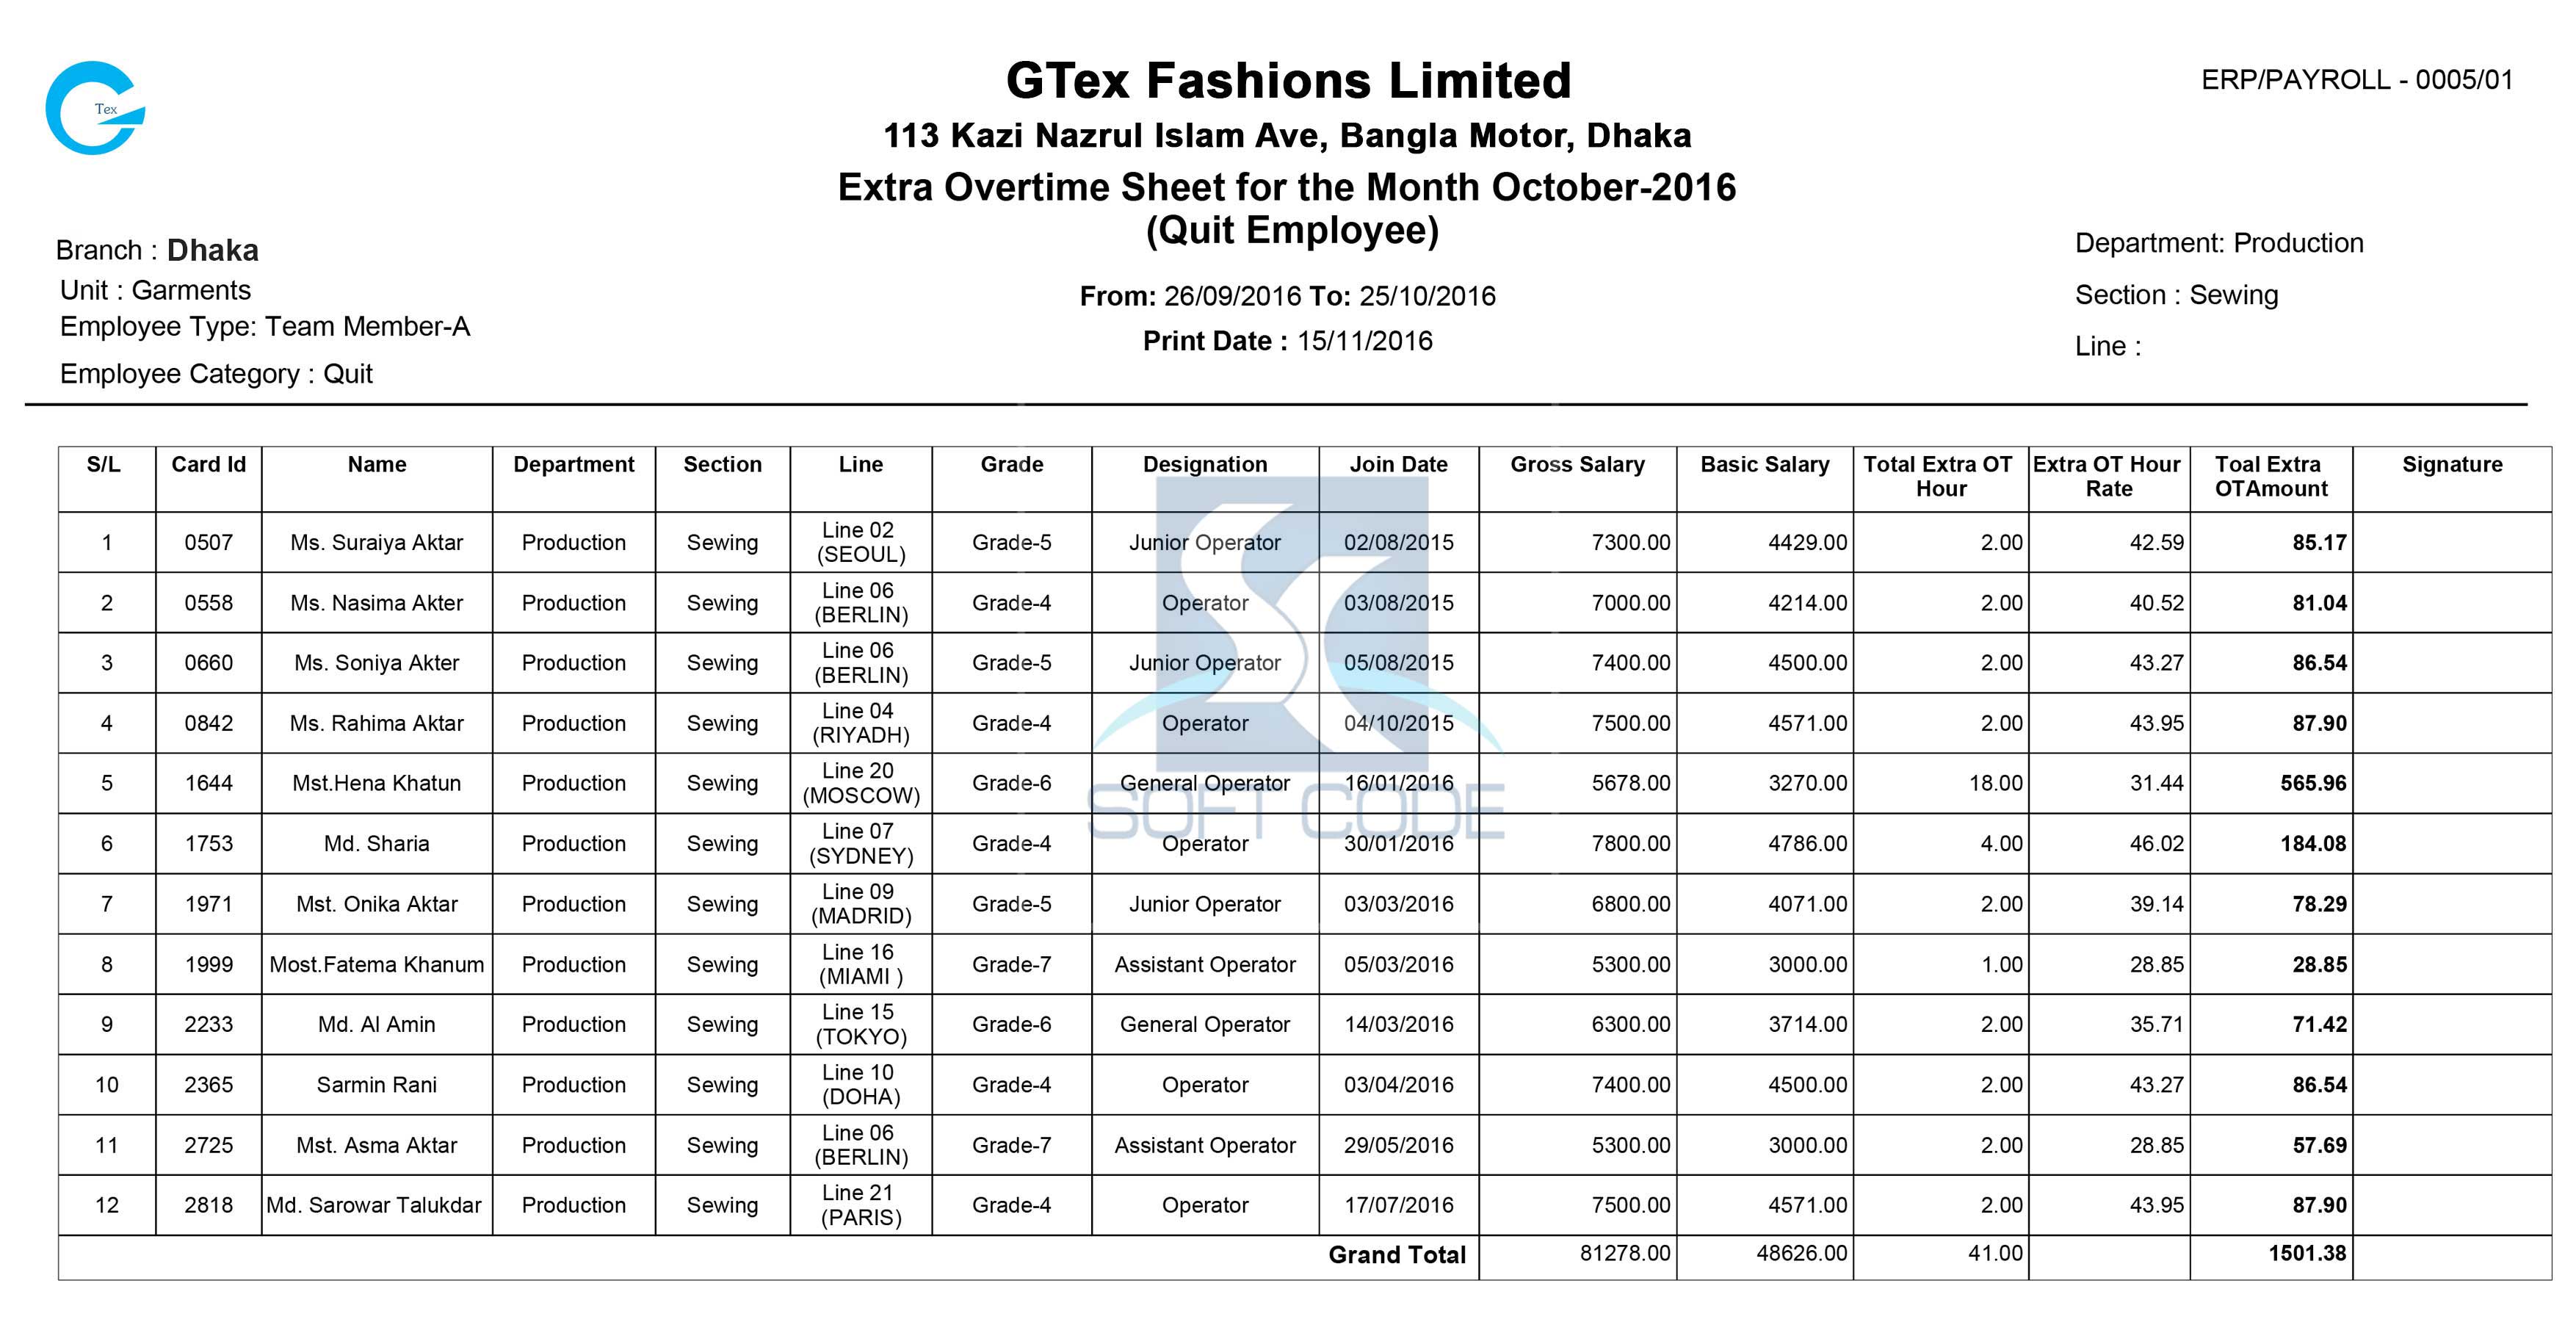 Tex
GTex Fashions Limited
ERP/PAYROLL - 0005/01
113 Kazi Nazrul Islam Ave, Bangla Motor, Dhaka
Extra Overtime Sheet for the Month October-2016
(Quit Employee)
Branch : Dhaka
Unit : Garments
Employee Type: Team Member-A
Employee Category : Quit
From: 26/09/2016 To: 25/10/2016
Print Date : 15/11/2016
Department: Production
Section : Sewing
Line :
S/L Card Id Name Department Section Line Grade Designation Join Date Gross Salary Basic Salary Total Extra OT Hour Extra OT Hour Rate Toal Extra OTAmount Signature
1 0507 Ms. Suraiya Aktar Production Sewing Line 02 (SEOUL) Grade-5 Junior Operator 02/08/2015 7300.00 4429.00 2.00 42.59 85.17
2 0558 Ms. Nasima Akter Production Sewing Line 06 (BERLIN) Grade-4 Operator 03/08/2015 7000.00 4214.00 2.00 40.52 81.04
3 0660 Ms. Soniya Akter Production Sewing Line 06 (BERLIN) Grade-5 Junior Operator 05/08/2015 7400.00 4500.00 2.00 43.27 86.54
4 0842 Ms. Rahima Aktar Production Sewing Line 04 (RIYADH) Grade-4 Operator 04/10/2015 7500.00 4571.00 2.00 43.95 87.90
5 1644 Mst.Hena Khatun Production Sewing Line 20 (MOSCOW) Grade-6 General Operator 16/01/2016 5678.00 3270.00 18.00 31.44 565.96
6 1753 Md. Sharia Production Sewing Line 07 (SYDNEY) Grade-4 Operator 30/01/2016 7800.00 4786.00 4.00 46.02 184.08
7 1971 Mst. Onika Aktar Production Sewing Line 09 (MADRID) Grade-5 Junior Operator 03/03/2016 6800.00 4071.00 2.00 39.14 78.29
8 1999 Most.Fatema Khanum Production Sewing Line 16 (MIAMI ) Grade-7 Assistant Operator 05/03/2016 5300.00 3000.00 1.00 28.85 28.85
9 2233 Md. Al Amin Production Sewing Line 15 (TOKYO) Grade-6 General Operator 14/03/2016 6300.00 3714.00 2.00 35.71 71.42
10 2365 Sarmin Rani Production Sewing Line 10 (DOHA) Grade-4 Operator 03/04/2016 7400.00 4500.00 2.00 43.27 86.54
11 2725 Mst. Asma Aktar Production Sewing Line 06 (BERLIN) Grade-7 Assistant Operator 29/05/2016 5300.00 3000.00 2.00 28.85 57.69
12 2818 Md. Sarowar Talukdar Production Sewing Line 21 (PARIS) Grade-4 Operator 17/07/2016 7500.00 4571.00 2.00 43.95 87.90
Grand Total 81278.00 48626.00 41.00 1501.38
SOFT CODE